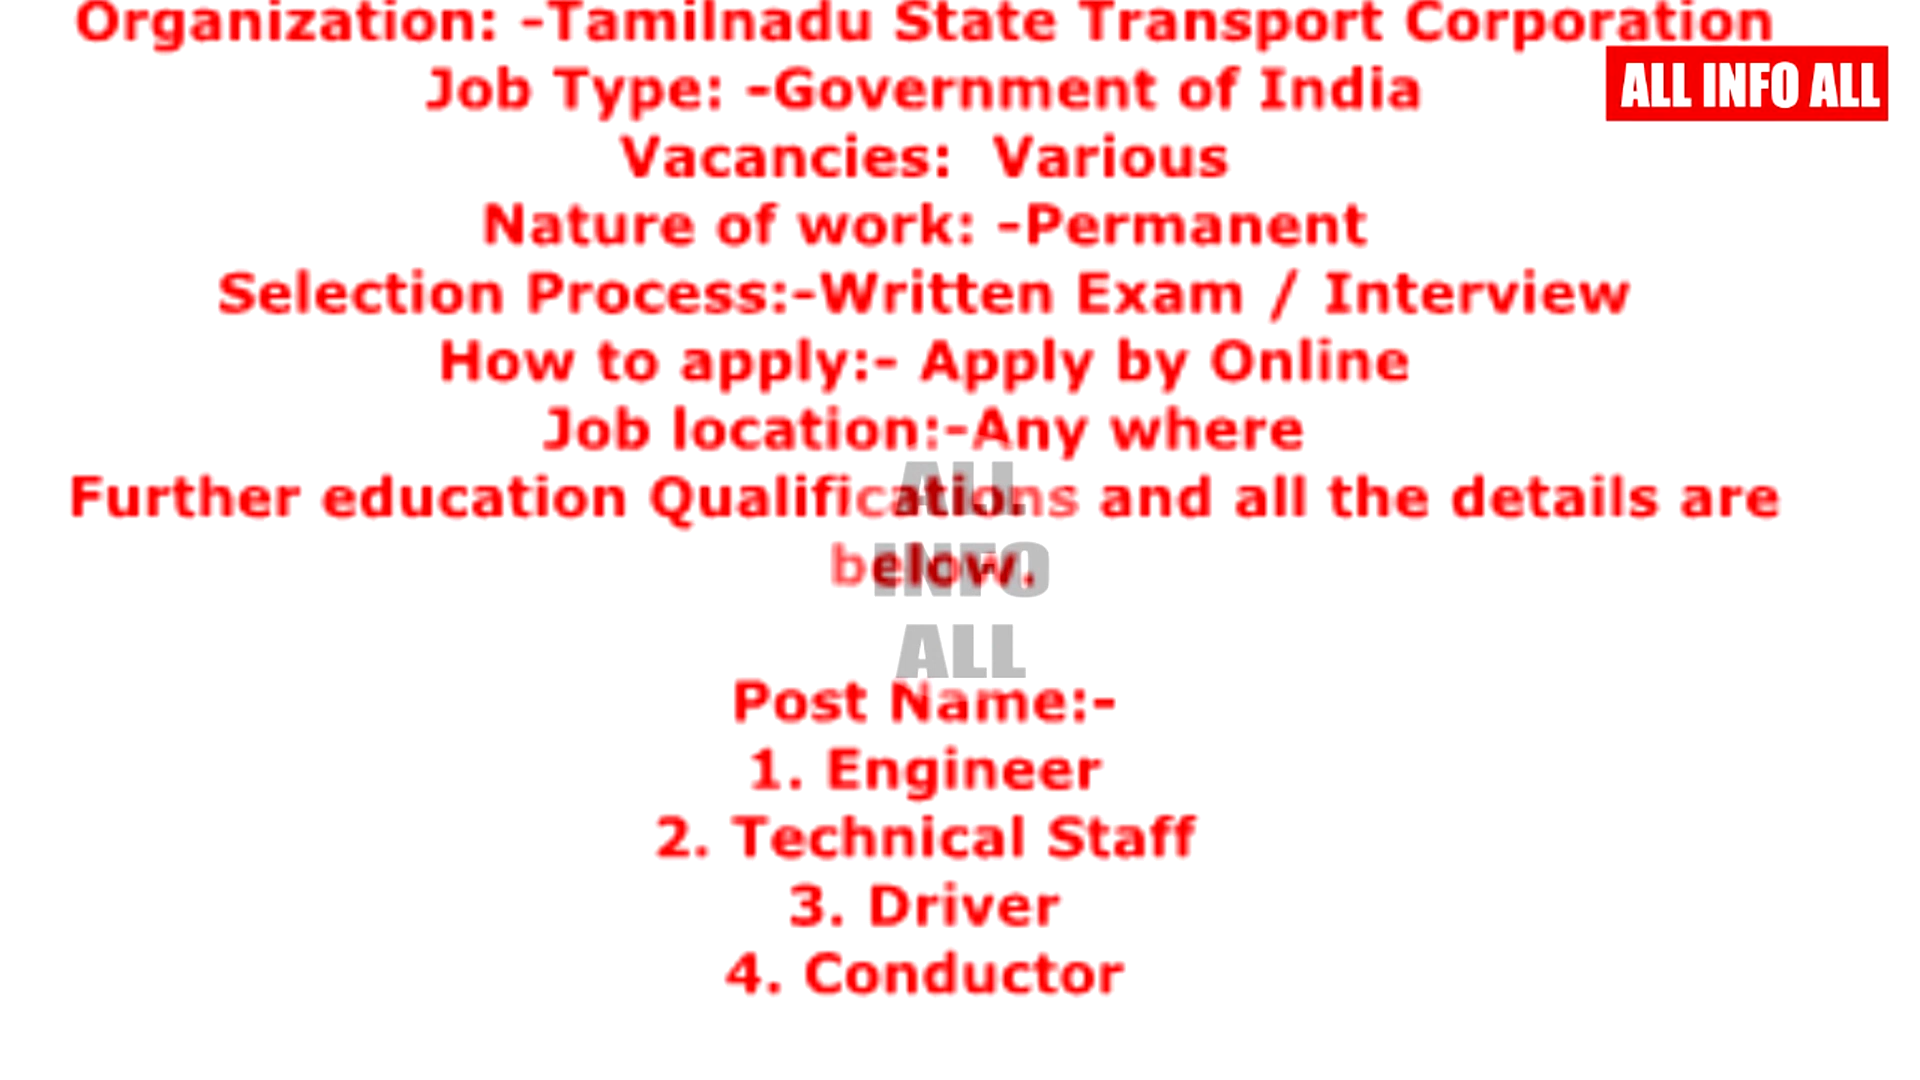 Organization: -Tamilnadu State Transport Corporation
ALL INFO ALL
Job Type: -Government of India
Vacancies:  Various
Nature of work: -Permanent
Selection Process:-Written Exam / Interview
How to apply:- Apply by Online
Job location:-Any where
Further education Qualifications and all the details are
below.
ALL
INFO
ALL
Post Name:-
1. Engineer
2. Technical Staff
3. Driver
4. Conductor